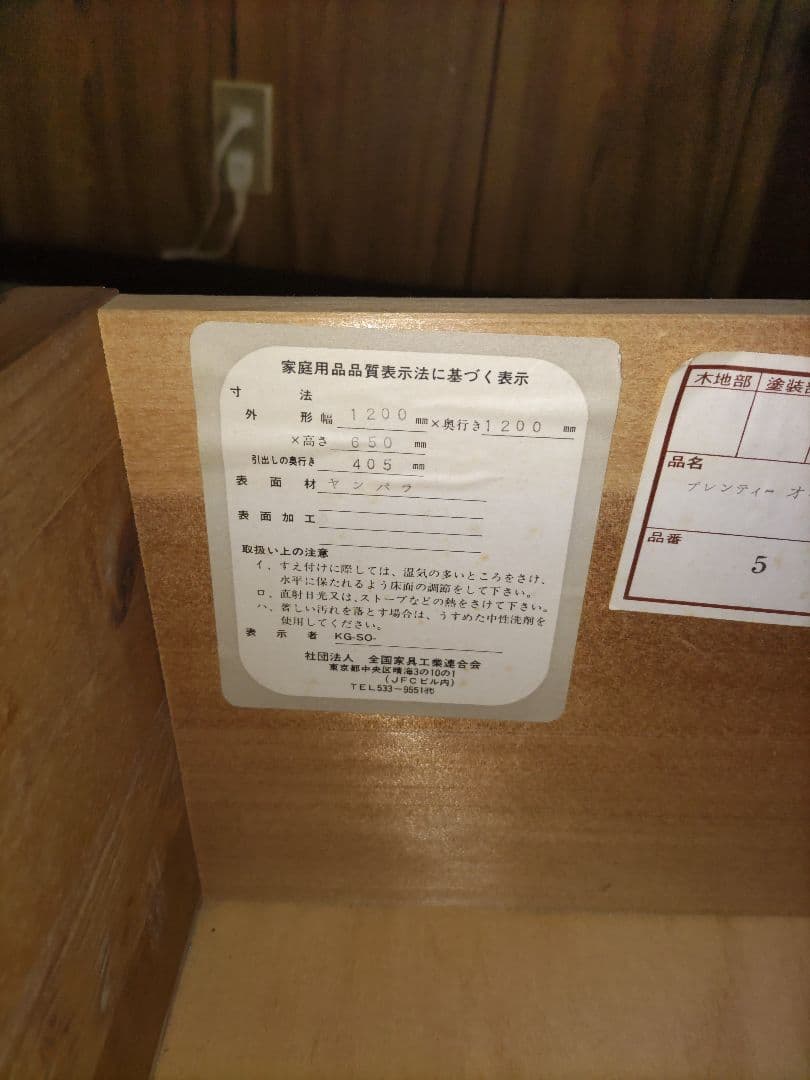 家庭用品品質表示法に基づく表示
寸法
外形幅 1200 mm ×奥行き 1200 mm
×高さ 650 mm
引出しの奥行き 405 mm
表面材 ヤンバラ
表面加工
取扱い上の注意
イ、すえ付けに際しては、湿気の多いところをさけ、
水平に保たれるよう床面の調節をして下さい。
ロ、直射日光又は、ストーブなどの熱をさけて下さい。
ハ、著しい汚れを落とす場合は、うすめた中性洗剤を
使用してください。
表示者 KG-SO-
社団法人 全国家具工業連合会
東京都中央区晴海3の10の1
(JFCビル内)
TEL533-9551㈹
木地部 塗装部
品名
プレンティー オ
品番
5